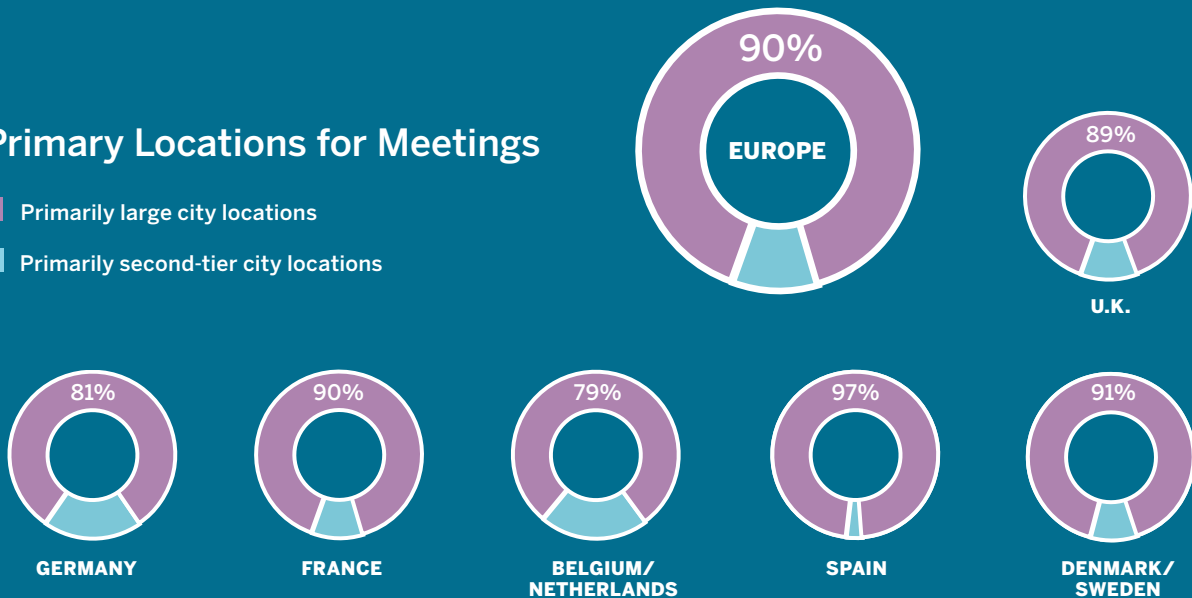 90%
EUROPE
Primary Locations for Meetings
Primarily large city locations
Primarily second-tier city locations
89%
U.K.
81%
GERMANY
90%
FRANCE
79%
BELGIUM/
NETHERLANDS
97%
SPAIN
91%
DENMARK/
SWEDEN